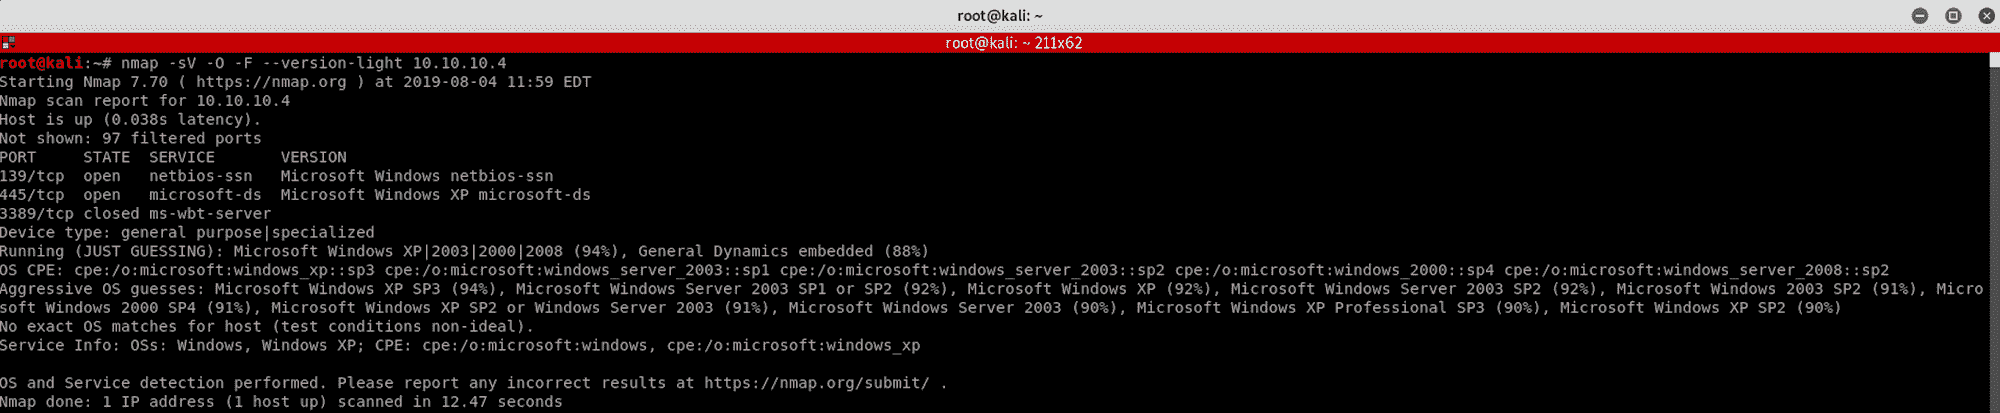 root@kali: ~
root@kali: ~ 211x62
root@kali:~# nmap -sV -O -F --version-light 10.10.10.4
Starting Nmap 7.70 ( https://nmap.org ) at 2019-08-04 11:59 EDT
Nmap scan report for 10.10.10.4
Host is up (0.038s latency).
Not shown: 97 filtered ports
PORT     STATE  SERVICE       VERSION
139/tcp  open   netbios-ssn   Microsoft Windows netbios-ssn
445/tcp  open   microsoft-ds  Microsoft Windows XP microsoft-ds
3389/tcp closed ms-wbt-server
Device type: general purpose|specialized
Running (JUST GUESSING): Microsoft Windows XP|2003|2000|2008 (94%), General Dynamics embedded (88%)
OS CPE: cpe:/o:microsoft:windows_xp::sp3 cpe:/o:microsoft:windows_server_2003::sp1 cpe:/o:microsoft:windows_server_2003::sp2 cpe:/o:microsoft:windows_2000::sp4 cpe:/o:microsoft:windows_server_2008::sp2
Aggressive OS guesses: Microsoft Windows XP SP3 (94%), Microsoft Windows Server 2003 SP1 or SP2 (92%), Microsoft Windows XP (92%), Microsoft Windows Server 2003 SP2 (92%), Microsoft Windows 2003 SP2 (91%), Micro
soft Windows 2000 SP4 (91%), Microsoft Windows XP SP2 or Windows Server 2003 (91%), Microsoft Windows Server 2003 (90%), Microsoft Windows XP Professional SP3 (90%), Microsoft Windows XP SP2 (90%)
No exact OS matches for host (test conditions non-ideal).
Service Info: OSs: Windows, Windows XP; CPE: cpe:/o:microsoft:windows, cpe:/o:microsoft:windows_xp
OS and Service detection performed. Please report any incorrect results at https://nmap.org/submit/ .
Nmap done: 1 IP address (1 host up) scanned in 12.47 seconds